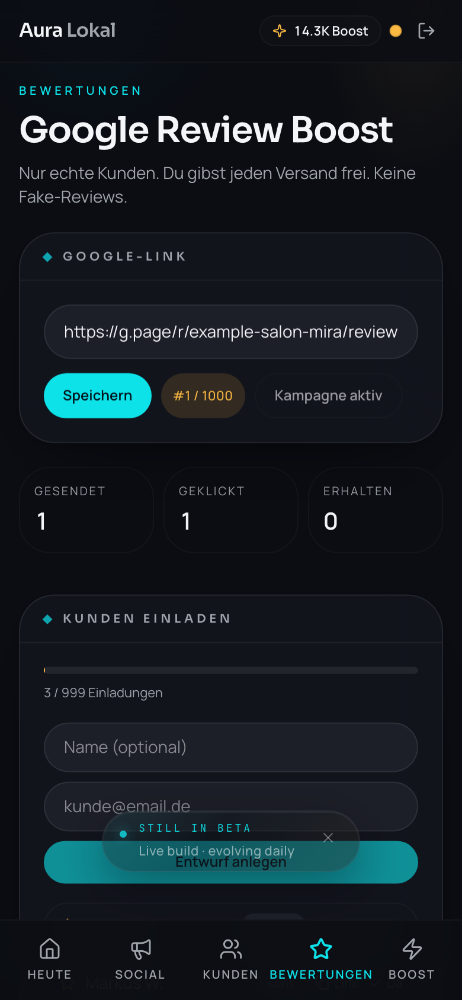 Aura Lokal
14.3K Boost
BEWERTUNGEN
Google Review Boost
Nur echte Kunden. Du gibst jeden Versand frei. Keine
Fake-Reviews.
GOOGLE-LINK
https://g.page/r/example-salon-mira/review
Speichern
#1 / 1000
Kampagne aktiv
GESENDET
GEKLICKT
ERHALTEN
1
1
0
KUNDEN EINLADEN
3 / 999 Einladungen
Name (optional)
kunde@email.de
STILL IN BETA
Live build · evolving daily
Entwurf anlegen
HEUTE
SOCIAL
KUNDEN
BEWERTUNGEN
BOOST
Markus W.
Link
Da